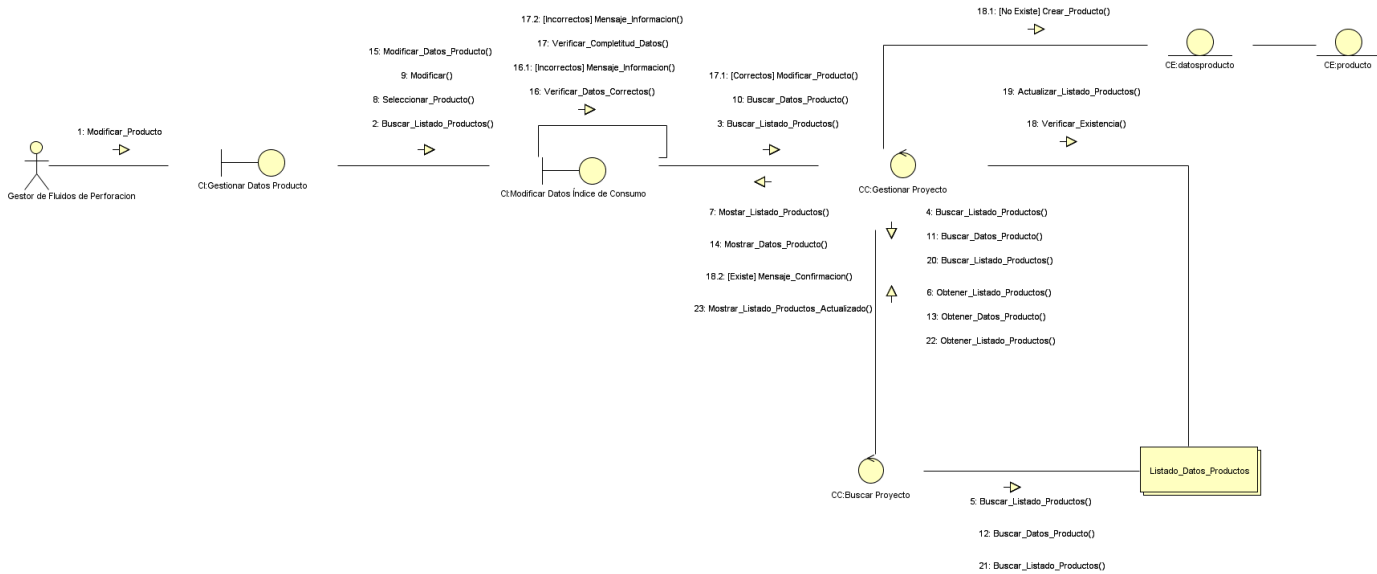 18.1: [No Existe] Crear_Producto()
17.2: [Incorrectos] Mensaje_Informacion()
17: Verificar_Completitud_Datos()
15: Modificar_Datos_Producto()
16.1: [Incorrectos] Mensaje_Informacion()
9: Modificar()
16: Verificar_Datos_Correctos()
8: Seleccionar_Producto()
2: Buscar_Listado_Productos()
17.1: [Correctos] Modificar_Producto()
10: Buscar_Datos_Producto()
3: Buscar_Listado_Productos()
CE:datosproducto
CE:producto
19: Actualizar_Listado_Productos()
18: Verificar_Existencia()
1: Modificar_Producto
Gestor de Fluidos de Perforacion
CI:Gestionar Datos Producto
CI:Modificar Datos Índice de Consumo
CC:Gestionar Proyecto
7: Mostar_Listado_Productos()
14: Mostrar_Datos_Producto()
18.2: [Existe] Mensaje_Confirmacion()
23: Mostrar_Listado_Productos_Actualizado()
4: Buscar_Listado_Productos()
11: Buscar_Datos_Producto()
20: Buscar_Listado_Productos()
6: Obtener_Listado_Productos()
13: Obtener_Datos_Producto()
22: Obtener_Listado_Productos()
Listado_Datos_Productos
CC:Buscar Proyecto
5: Buscar_Listado_Productos()
12: Buscar_Datos_Producto()
21: Buscar_Listado_Productos()